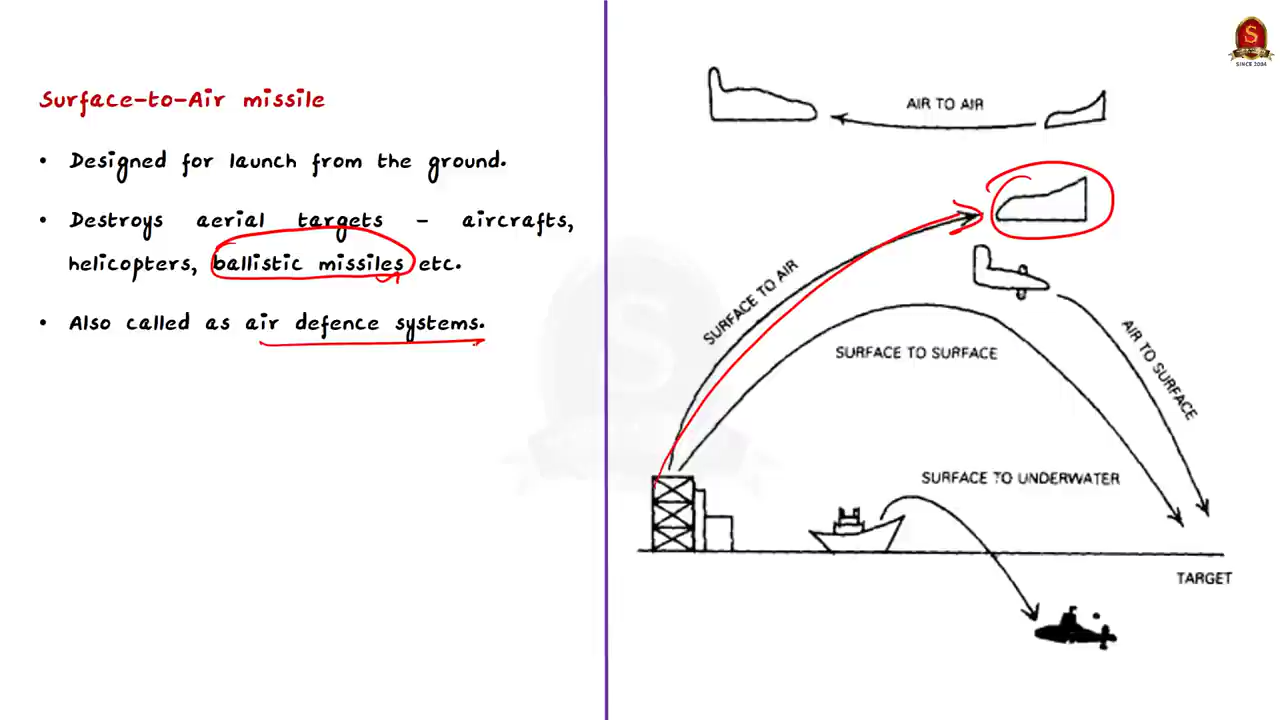 Surface-to-Air missile
• Designed for launch from the ground.
• Destroys aerial targets – aircrafts,
helicopters, ballistic missiles etc.
• Also called as air defence systems.
S
SINCE 2004
AIR TO AIR
SURFACE TO AIR
SURFACE TO SURFACE
AIR TO SURFACE
SURFACE TO UNDERWATER
TARGET